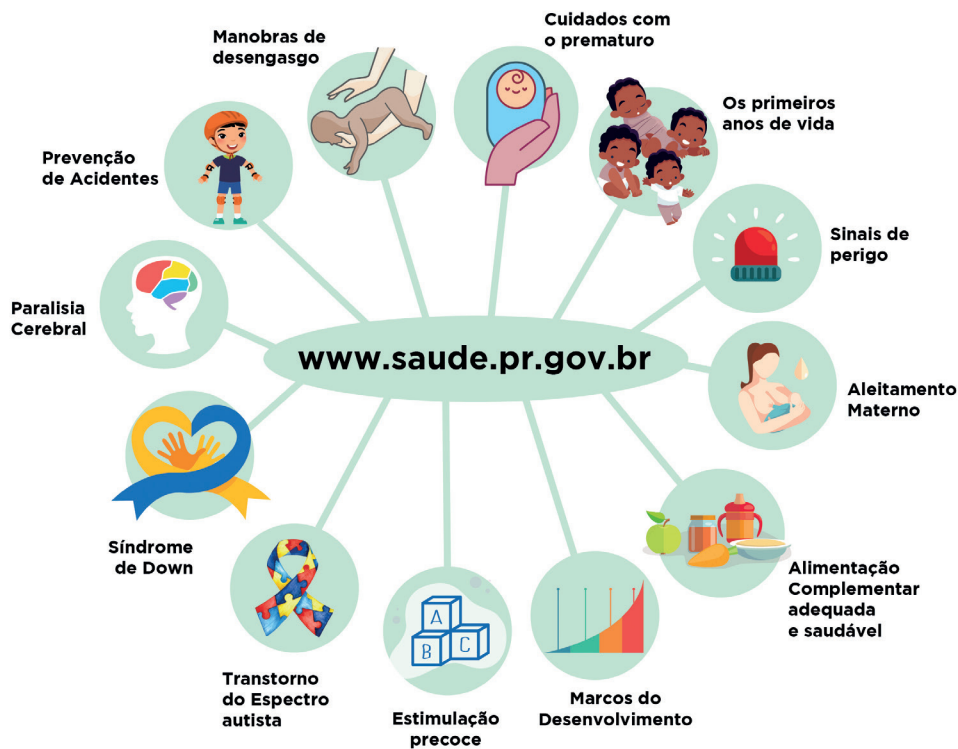 Manobras de
desengasgo
Cuidados com
o prematuro
Os primeiros
anos de vida
Prevenção
de Acidentes
Sinais de
perigo
Paralisia
Cerebral
www.saude.pr.gov.br
Aleitamento
Materno
Síndrome
de Down
Alimentação
Complementar
adequada
e saudável
Transtorno
do Espectro
autista
A
B C
Estimulação
precoce
Marcos do
Desenvolvimento